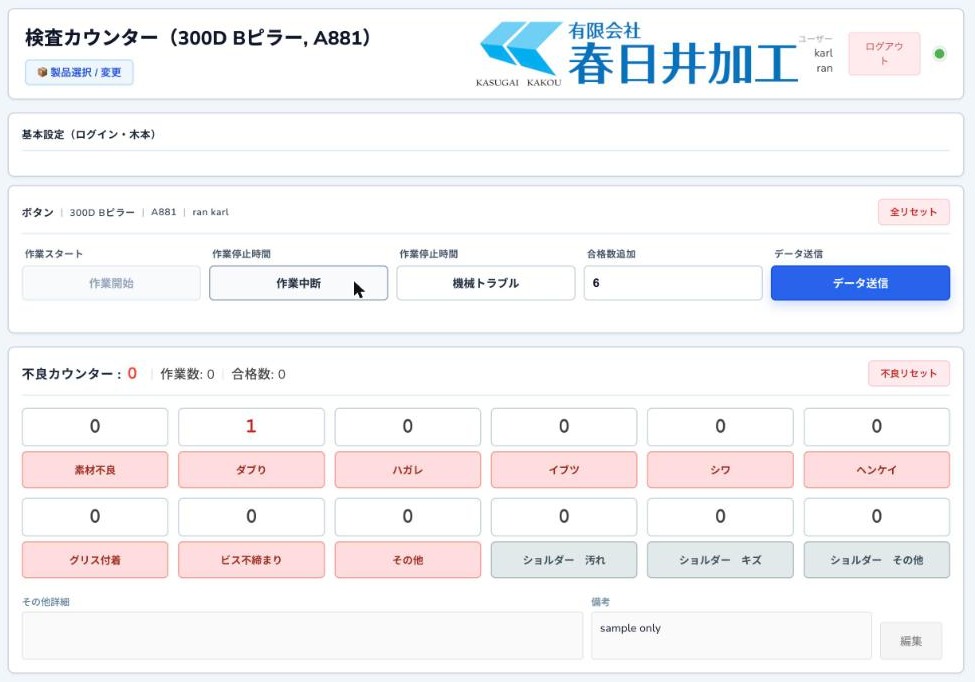 検査カウンター（300D Bピラー, A881）
📦 製品選択 / 変更
KASUGAI KAKOU
有限会社
春日井加工
ユーザー
karl
ran
ログアウ
ト
基本設定（ログイン・木本）
ボタン | 300D Bピラー | A881 | ran karl
全リセット
作業スタート 作業停止時間 作業停止時間 合格数追加 データ送信
作業開始 作業中断 機械トラブル 6 データ送信
不良カウンター : 0 | 作業数: 0 | 合格数: 0
不良リセット
0 1 0 0 0 0
素材不良 ダブり ハガレ イブツ シワ ヘンケイ
0 0 0 0 0 0
グリス付着 ビス不締まり その他 ショルダー 汚れ ショルダー キズ ショルダー その他
その他詳細 備考
sample only
編集